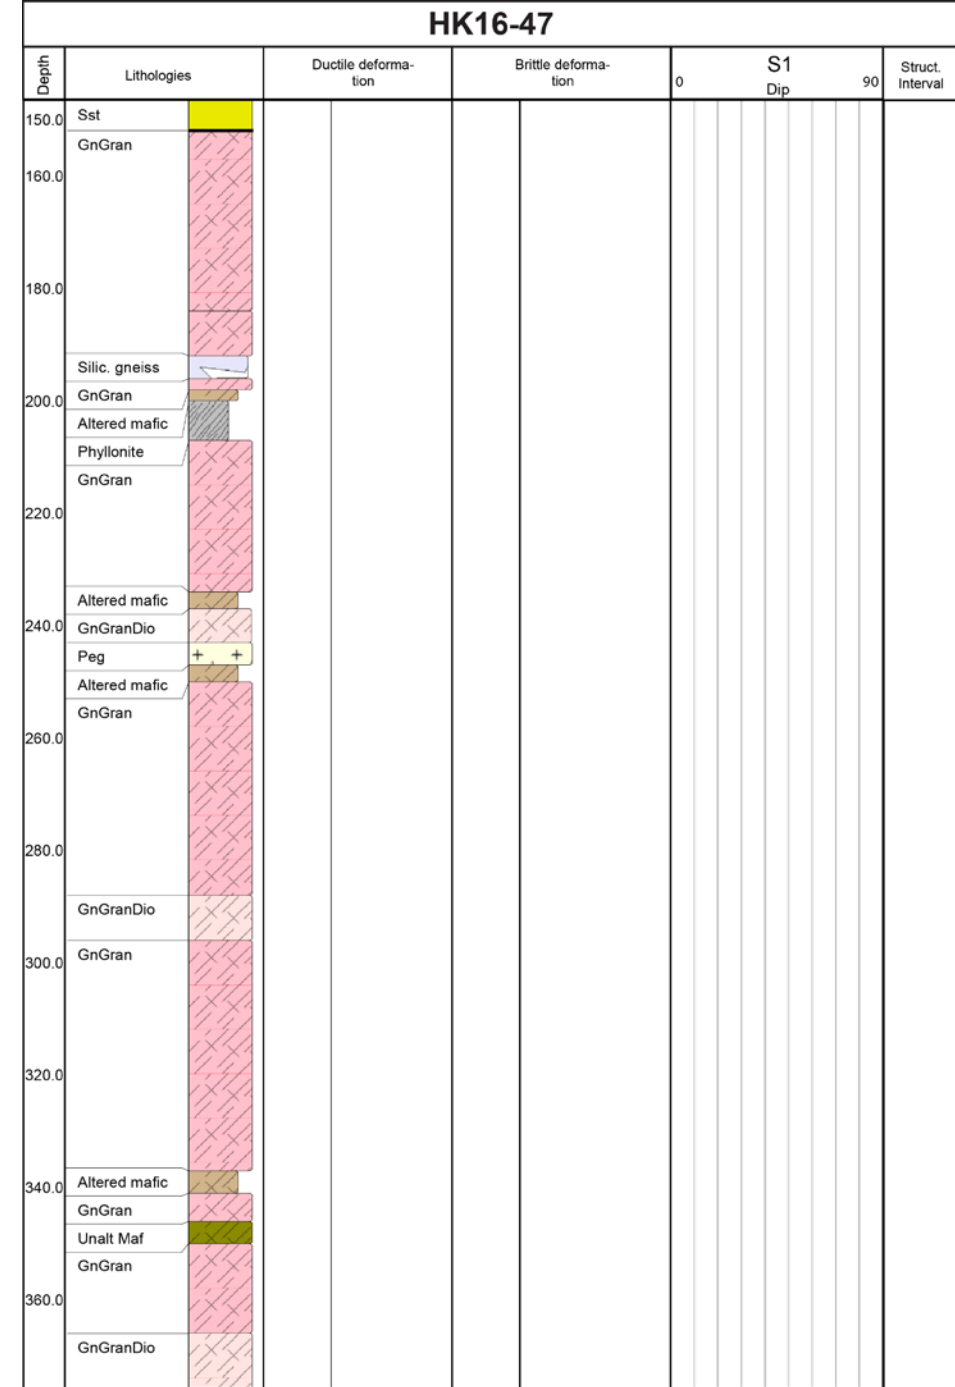 HK16-47
Depth
Lithologies
Ductile deforma-
tion
Brittle deforma-
tion
0
S1
Dip
90
Struct.
Interval
150.0
Sst
GnGran
160.0
180.0
Silic. gneiss
GnGran
200.0
Altered mafic
Phyllonite
GnGran
220.0
Altered mafic
240.0
GnGranDio
Peg
Altered mafic
GnGran
260.0
280.0
GnGranDio
GnGran
300.0
320.0
Altered mafic
340.0
GnGran
Unalt Maf
GnGran
360.0
GnGranDio